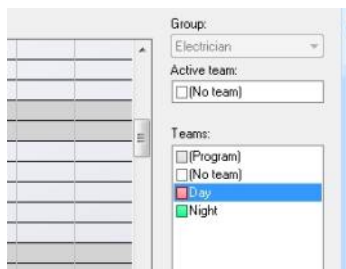 Group:
Electrician
Active team:
(No team)
Teams:
(Program)
(No team)
Day
Night